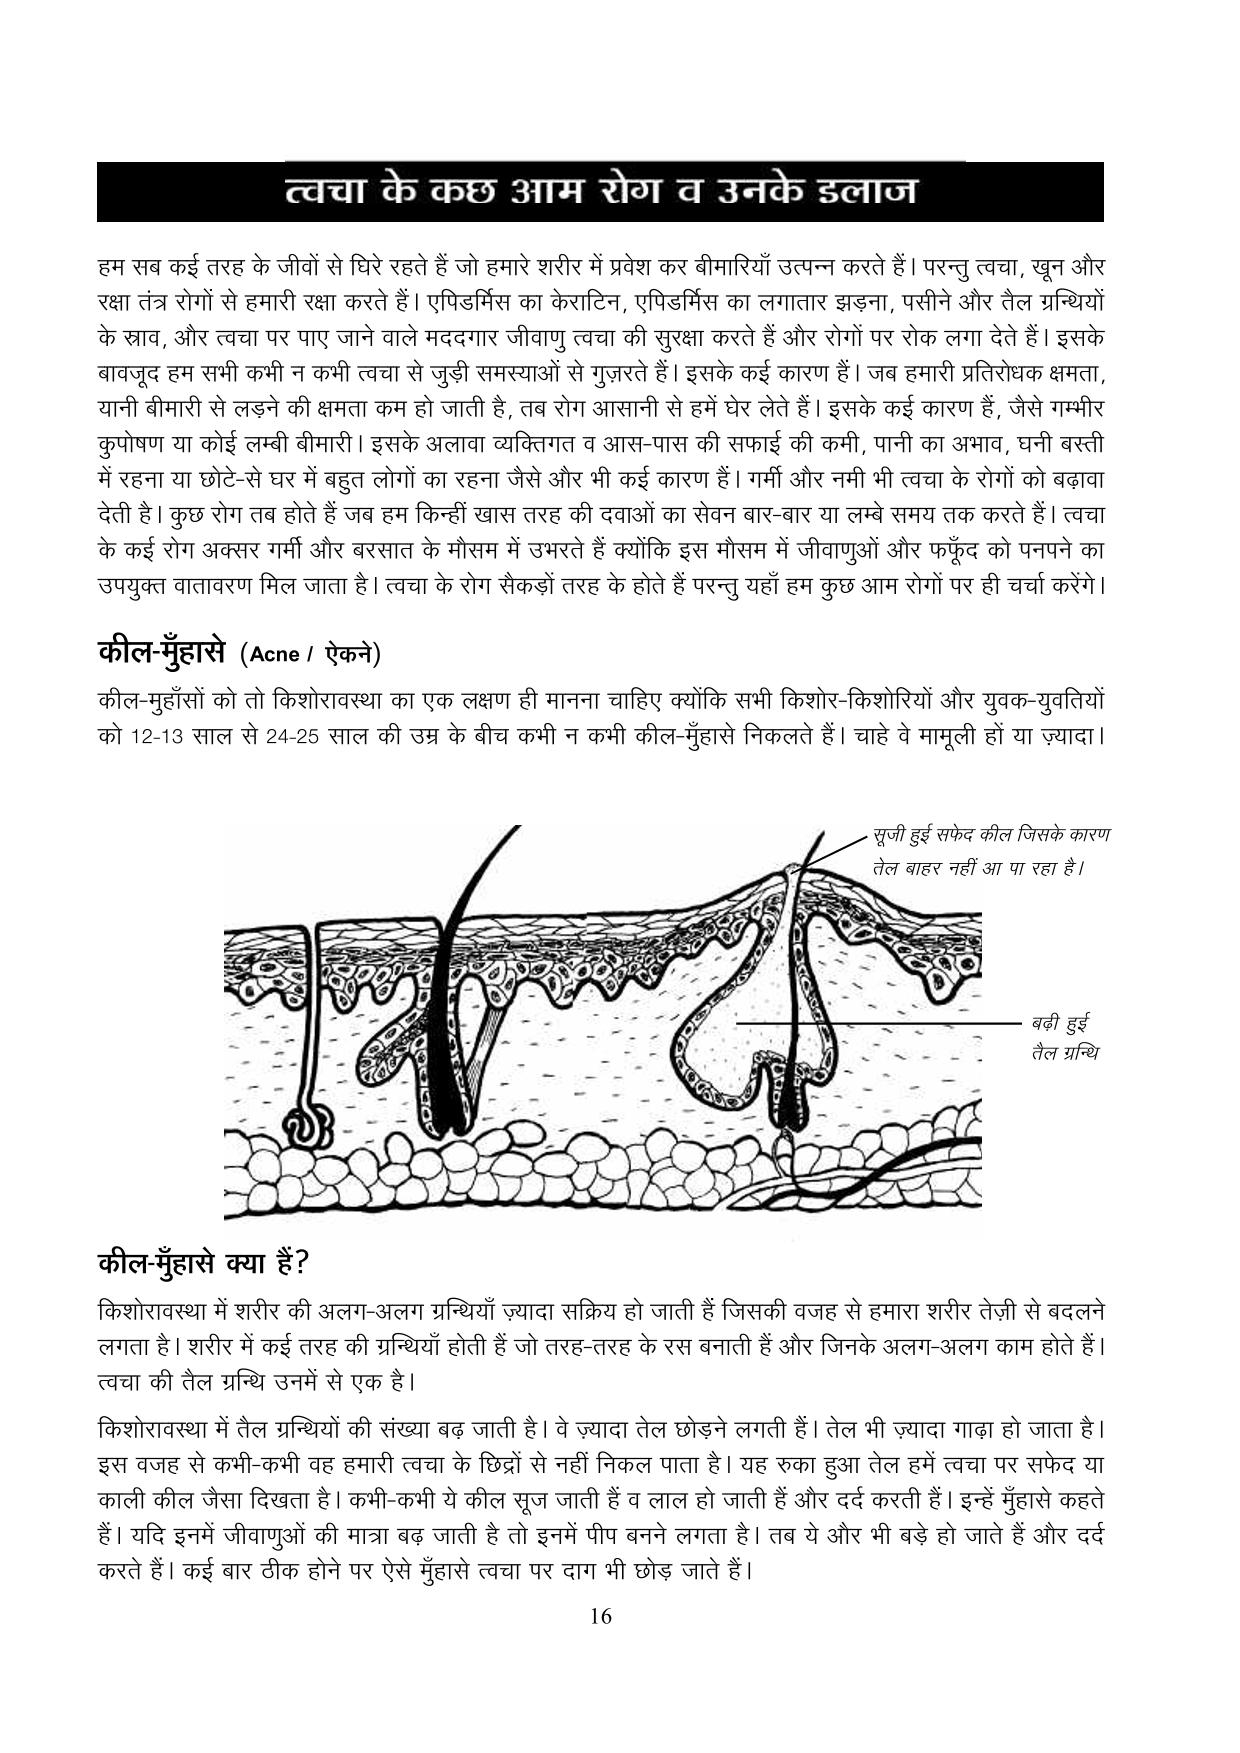 त्वचा के कुछ आम रोग व उनके इलाज
हम सब कई तरह के जीवों से घिरे रहते हैं जो हमारे शरीर में प्रवेश कर बीमारियाँ उत्पन्न करते हैं। परन्तु त्वचा, खून और
रक्षा तंत्र रोगों से हमारी रक्षा करते हैं। एपिडर्मिस का केराटिन, एपिडर्मिस का लगातार झड़ना, पसीने और तैल ग्रन्थियों
के स्राव, और त्वचा पर पाए जाने वाले मददगार जीवाणु त्वचा की सुरक्षा करते हैं और रोगों पर रोक लगा देते हैं। इसके
बावजूद हम सभी कभी न कभी त्वचा से जुड़ी समस्याओं से गुज़रते हैं। इसके कई कारण हैं। जब हमारी प्रतिरोधक क्षमता,
यानी बीमारी से लड़ने की क्षमता कम हो जाती है, तब रोग आसानी से हमें घेर लेते हैं। इसके कई कारण हैं, जैसे गम्भीर
कुपोषण या कोई लम्बी बीमारी। इसके अलावा व्यक्तिगत व आस-पास की सफाई की कमी, पानी का अभाव, घनी बस्ती
में रहना या छोटे-से घर में बहुत लोगों का रहना जैसे और भी कई कारण हैं। गर्मी और नमी भी त्वचा के रोगों को बढ़ावा
देती है। कुछ रोग तब होते हैं जब हम किन्हीं खास तरह की दवाओं का सेवन बार-बार या लम्बे समय तक करते हैं। त्वचा
के कई रोग अक्सर गर्मी और बरसात के मौसम में उभरते हैं क्योंकि इस मौसम में जीवाणुओं और फफूँद को पनपने का
उपयुक्त वातावरण मिल जाता है। त्वचा के रोग सैकड़ों तरह के होते हैं परन्तु यहाँ हम कुछ आम रोगों पर ही चर्चा करेंगे।
कील-मुँहासे (Acne / ऐकने)
कील-मुहाँसों को तो किशोरावस्था का एक लक्षण ही मानना चाहिए क्योंकि सभी किशोर-किशोरियों और युवक-युवतियों
को 12-13 साल से 24-25 साल की उम्र के बीच कभी न कभी कील-मुँहासे निकलते हैं। चाहे वे मामूली हों या ज़्यादा।
सूजी हुई सफेद कील जिसके कारण
तेल बाहर नहीं आ पा रहा है।
बढ़ी हुई
तैल ग्रन्थि
कील-मुँहासे क्या हैं?
किशोरावस्था में शरीर की अलग-अलग ग्रन्थियाँ ज़्यादा सक्रिय हो जाती हैं जिसकी वजह से हमारा शरीर तेज़ी से बदलने
लगता है। शरीर में कई तरह की ग्रन्थियाँ होती हैं जो तरह-तरह के रस बनाती हैं और जिनके अलग-अलग काम होते हैं।
त्वचा की तैल ग्रन्थि उनमें से एक है।
किशोरावस्था में तैल ग्रन्थियों की संख्या बढ़ जाती है। वे ज़्यादा तेल छोड़ने लगती हैं। तेल भी ज़्यादा गाढ़ा हो जाता है।
इस वजह से कभी-कभी वह हमारी त्वचा के छिद्रों से नहीं निकल पाता है। यह रुका हुआ तेल हमें त्वचा पर सफेद या
काली कील जैसा दिखता है। कभी-कभी ये कील सूज जाती हैं व लाल हो जाती हैं और दर्द करती हैं। इन्हें मुँहासे कहते
हैं। यदि इनमें जीवाणुओं की मात्रा बढ़ जाती है तो इनमें पीप बनने लगता है। तब ये और भी बड़े हो जाते हैं और दर्द
करते हैं। कई बार ठीक होने पर ऐसे मुँहासे त्वचा पर दाग भी छोड़ जाते हैं।
16